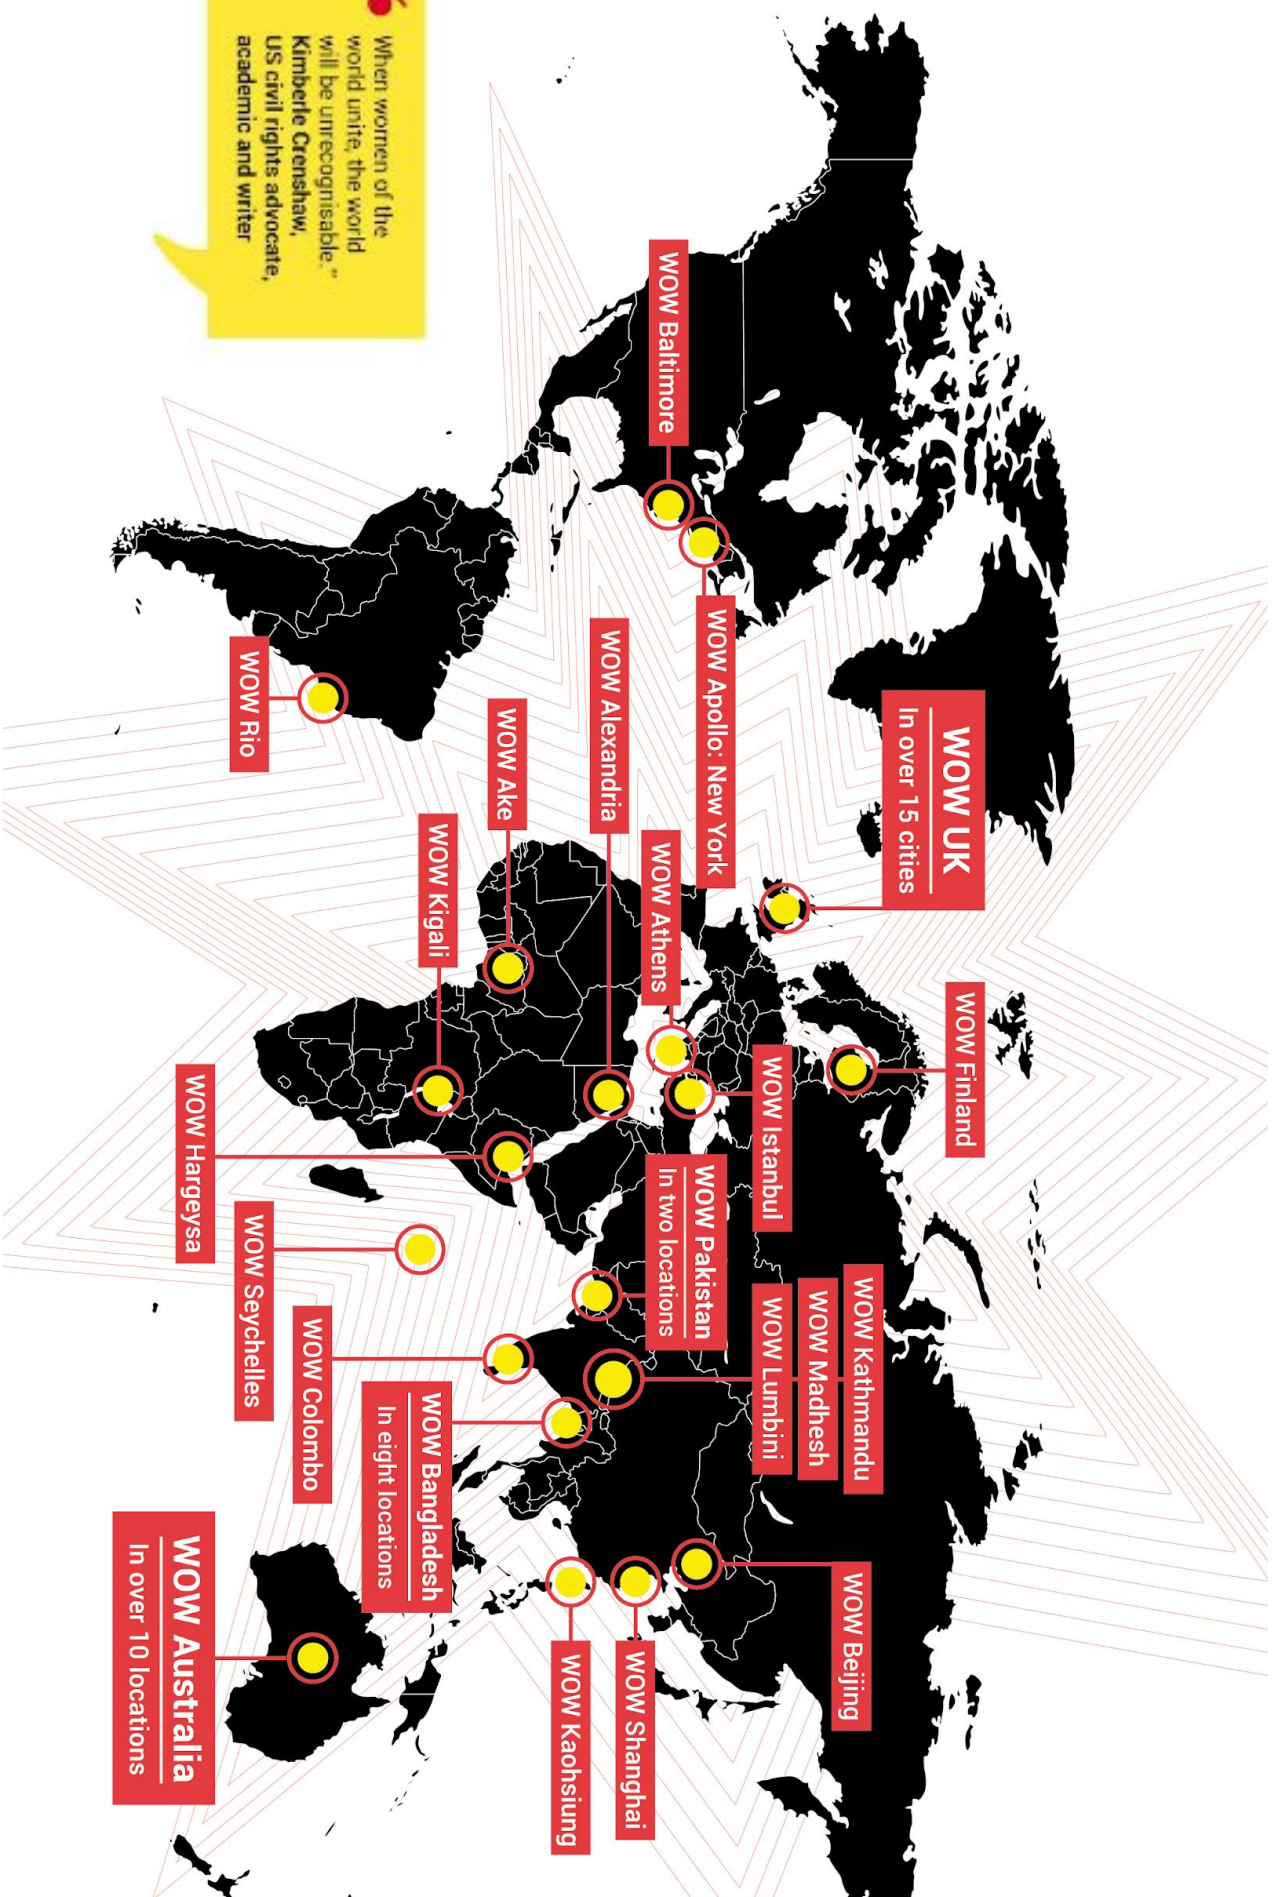 When women of the
world unite, the world
will be unrecognisable."
Kimberle Crenshaw,
US civil rights advocate,
academic and writer
WOW UK
In over 15 cities
WOW Finland
WOW Baltimore
WOW Apollo: New York
WOW Athens
WOW Istanbul
WOW Alexandria
WOW Pakistan
In two locations
WOW Kathmandu
WOW Madhesh
WOW Lumbini
WOW Beijing
WOW Shanghai
WOW Kaohsiung
WOW Ake
WOW Kigali
WOW Rio
WOW Hargeysa
WOW Seychelles
WOW Colombo
WOW Bangladesh
In eight locations
WOW Australia
In over 10 locations